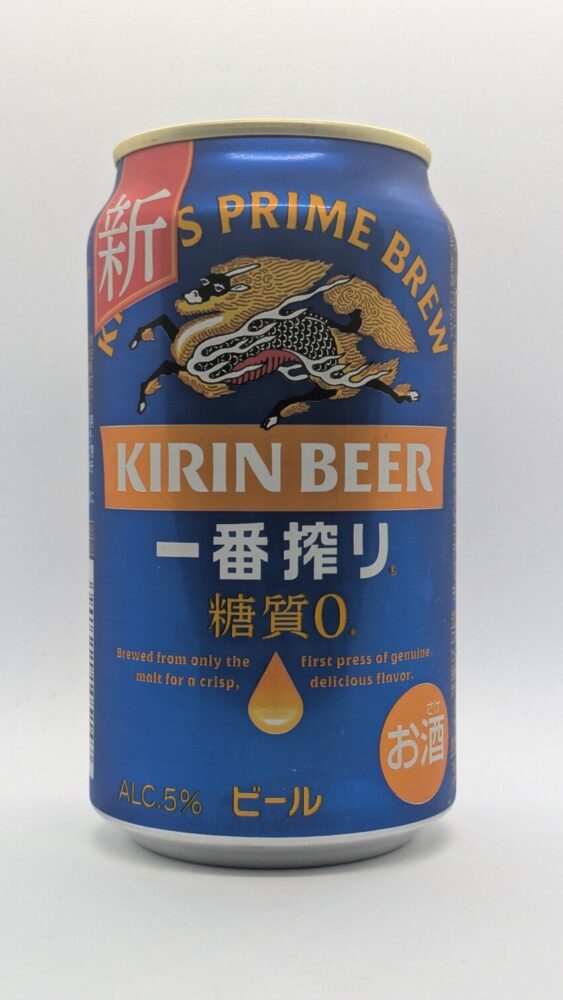 新
S PRIME BREW
KIRIN BEER
一番搾り®
糖質0®
Brewed from only the first press of genuine
malt for a crisp, delicious flavor.
さけ
お酒
ALC.5% ビール